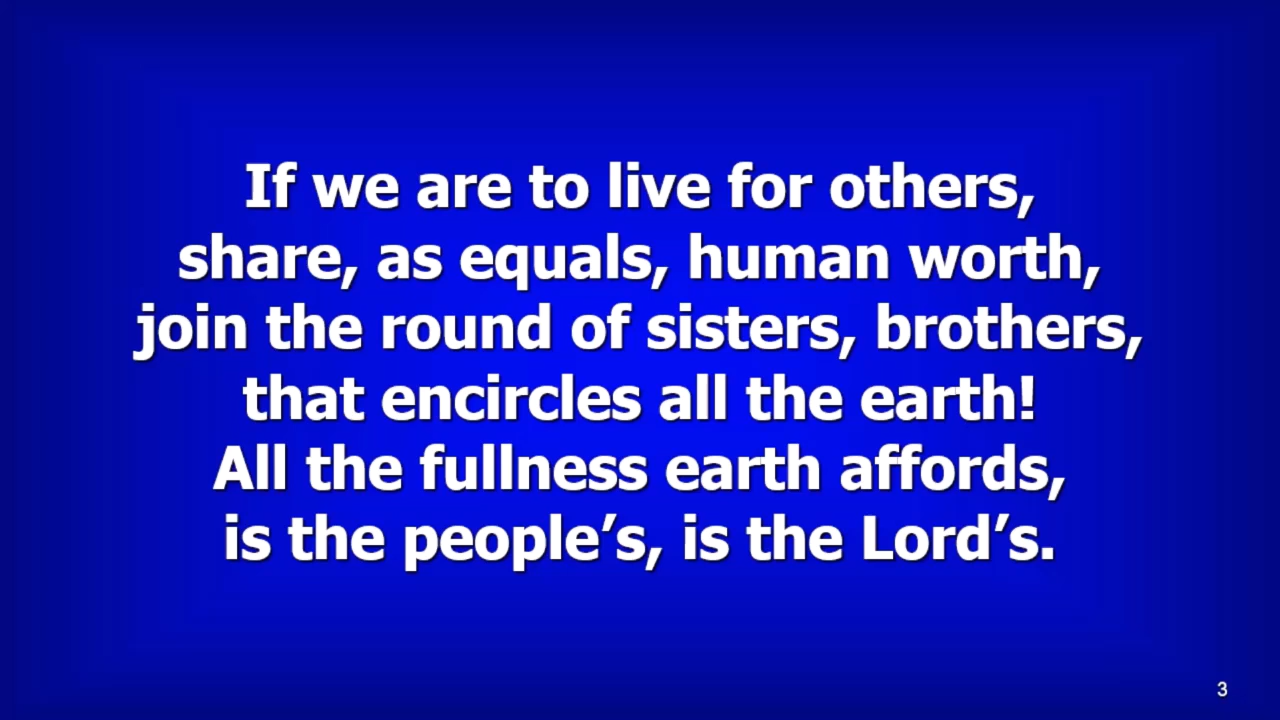 If we are to live for others,
share, as equals, human worth,
join the round of sisters, brothers,
that encircles all the earth!
All the fullness earth affords,
is the people’s, is the Lord’s.
3